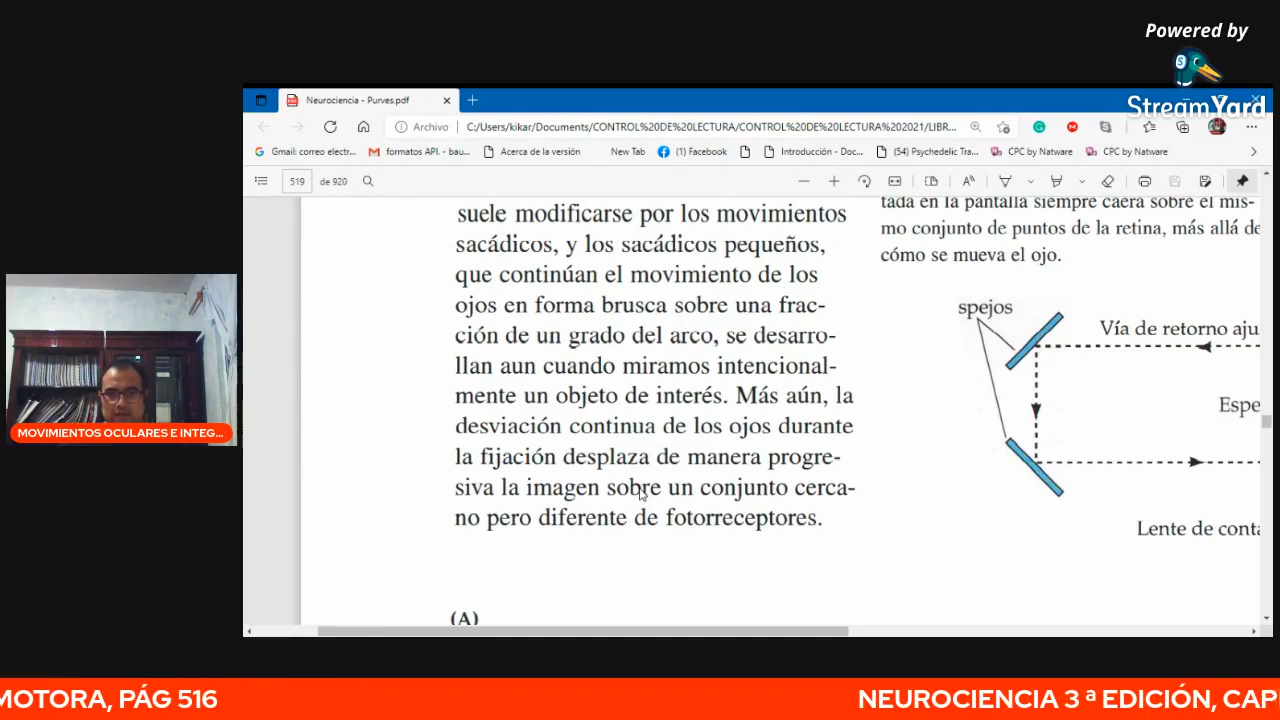 Powered by
StreamYard
Neurociencia - Purves.pdf
Archivo
C:/Users/kikar/Documents/CONTROL%20DE%20LECTURA/CONTROL%20DE%20LECTURA%202021/LIBR...
Gmail: correo electr...
formatos API. - bau...
Acerca de la versión
New Tab
(1) Facebook
Introducción - Doc...
(54) Psychedelic Tra...
CPC by Natware
CPC by Natware
519
de 920
suele modificarse por los movimientos
sacádicos, y los sacádicos pequeños,
que continúan el movimiento de los
ojos en forma brusca sobre una frac-
ción de un grado del arco, se desarro-
llan aun cuando miramos intencional-
mente un objeto de interés. Más aún, la
desviación continua de los ojos durante
la fijación desplaza de manera progre-
siva la imagen sobre un conjunto cerca-
no pero diferente de fotorreceptores.
(A)
tada en la pantalla siempre caerá sobre el mis-
mo conjunto de puntos de la retina, más allá de
cómo se mueva el ojo.
spejos
Vía de retorno aju
Espe
Lente de conta
MOVIMIENTOS OCULARES E INTEG...
MOTORA, PÁG 516
NEUROCIENCIA 3 ª EDICIÓN, CAP